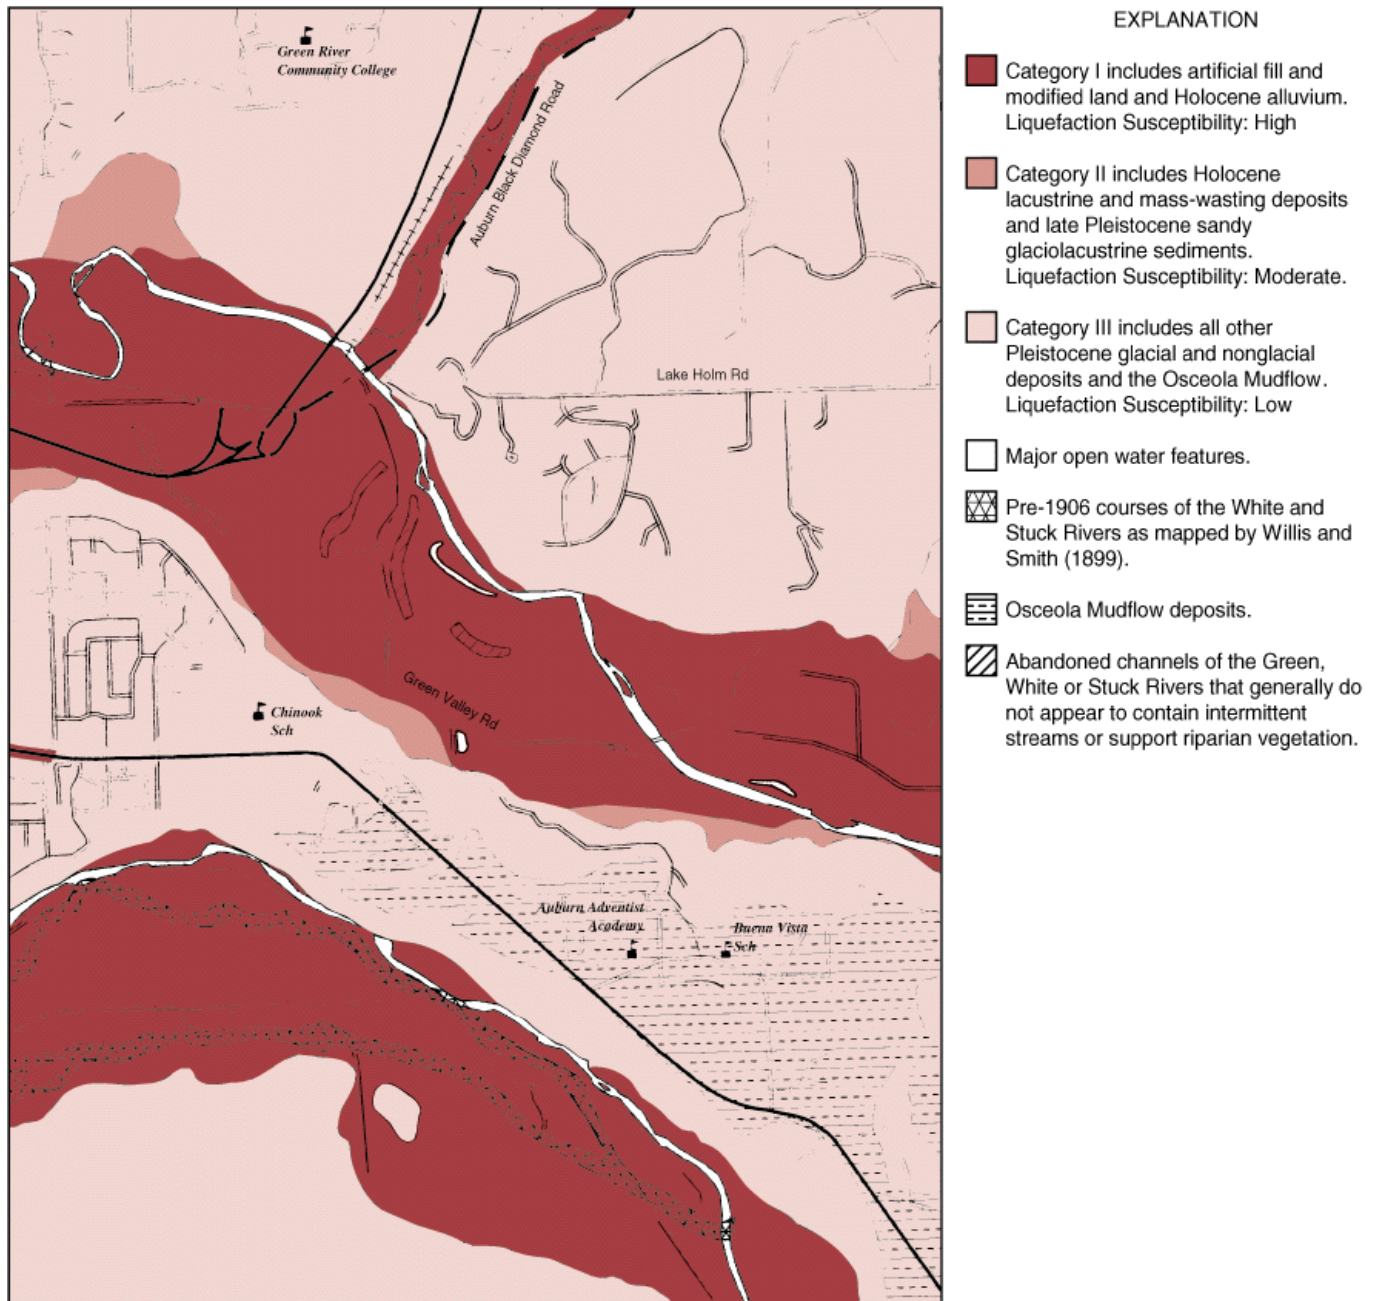 Green River
Community College
Auburn Black Diamond Road
Lake Holm Rd
Green Valley Rd
Chinook
Sch
Auburn Adventist
Academy
Buena Vista
Sch
EXPLANATION
Category I includes artificial fill and
modified land and Holocene alluvium.
Liquefaction Susceptibility: High
Category II includes Holocene
lacustrine and mass-wasting deposits
and late Pleistocene sandy
glaciolacustrine sediments.
Liquefaction Susceptibility: Moderate.
Category III includes all other
Pleistocene glacial and nonglacial
deposits and the Osceola Mudflow.
Liquefaction Susceptibility: Low
Major open water features.
Pre-1906 courses of the White and
Stuck Rivers as mapped by Willis and
Smith (1899).
Osceola Mudflow deposits.
Abandoned channels of the Green,
White or Stuck Rivers that generally do
not appear to contain intermittent
streams or support riparian vegetation.